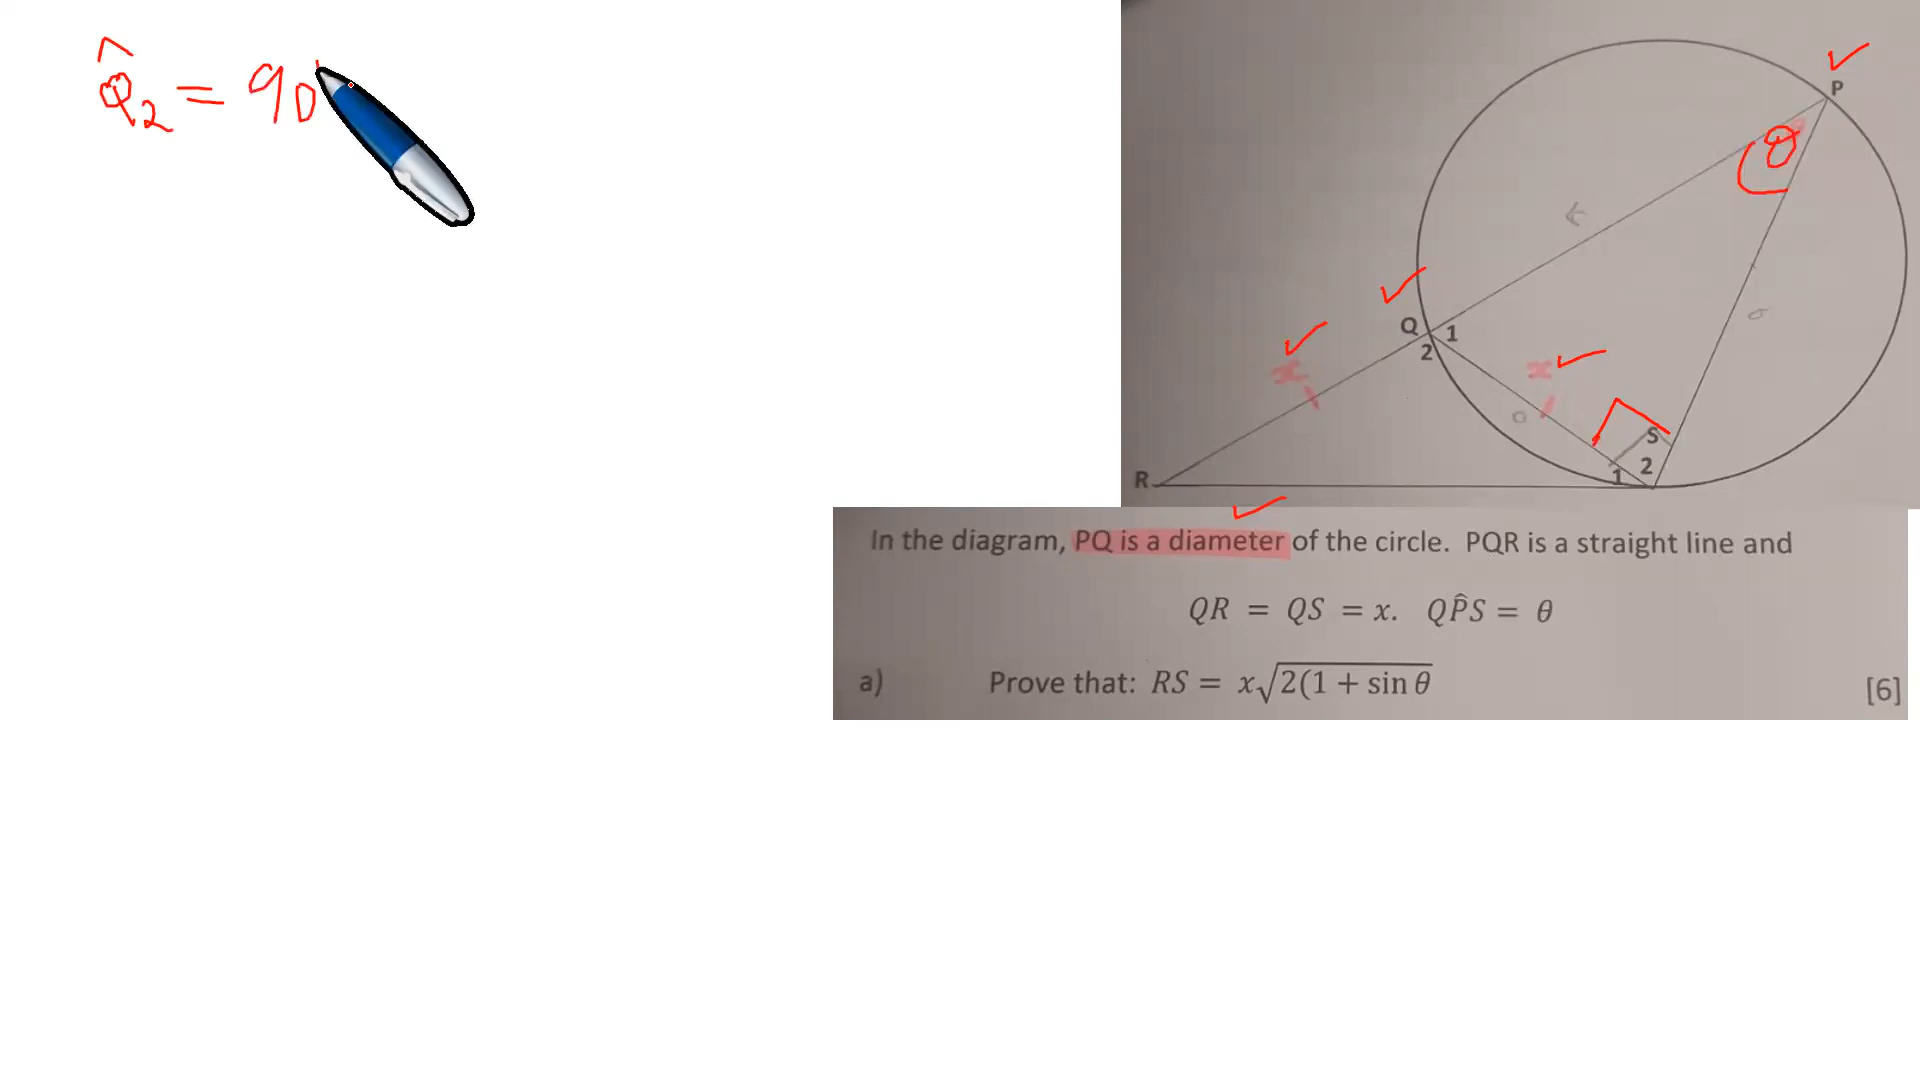 Q̂2 = 90
P
θ
Q
1
2
x
x
S
2
1
R
In the diagram, PQ is a diameter of the circle. PQR is a straight line and
QR = QS = x. QP̂S = θ
a) Prove that: RS = x√2(1 + sin θ [6]